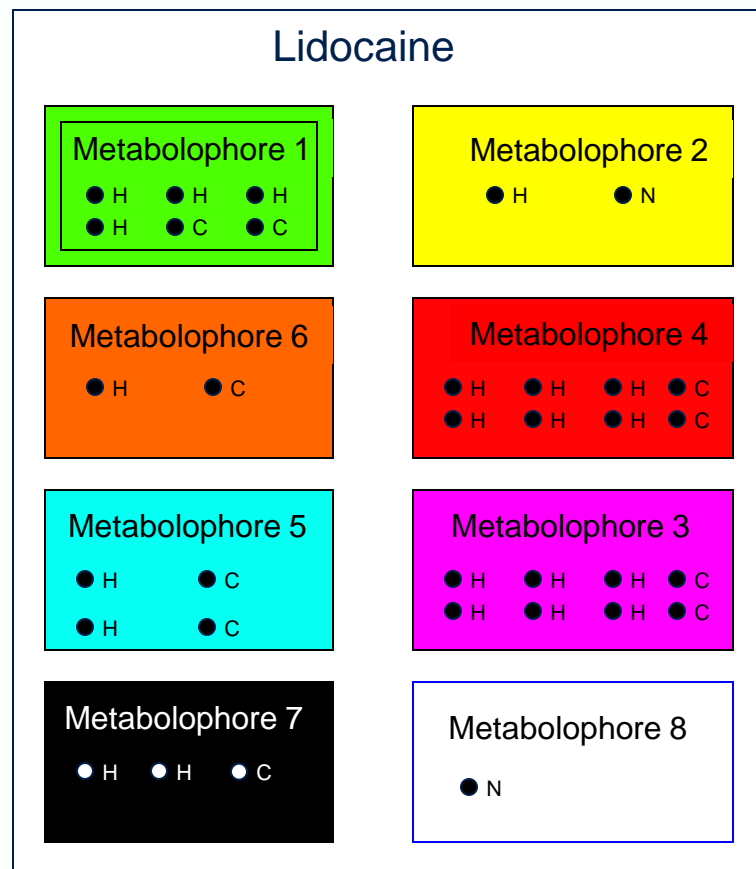 Lidocaine
Metabolophore 1
H H H
H C C
Metabolophore 2
H N
Metabolophore 6
H C
Metabolophore 4
H H H C
H H H C
Metabolophore 5
H C
H C
Metabolophore 3
H H H C
H H H C
Metabolophore 7
H H C
Metabolophore 8
N